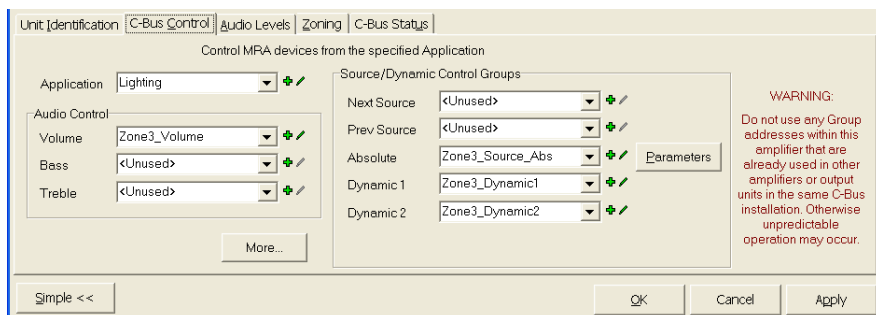 Unit Identification C-Bus Control Audio Levels Zoning C-Bus Status
Control MRA devices from the specified Application
Application Lighting
Audio Control
Volume Zone3_Volume
Bass <Unused>
Treble <Unused>
More...
Source/Dynamic Control Groups
Next Source <Unused>
Prev Source <Unused>
Absolute Zone3_Source_Abs Parameters
Dynamic 1 Zone3_Dynamic1
Dynamic 2 Zone3_Dynamic2
WARNING:
Do not use any Group
addresses within this
amplifier that are
already used in other
amplifiers or output
units in the same C-Bus
installation. Otherwise
unpredictable
operation may occur.
Simple << OK Cancel Apply